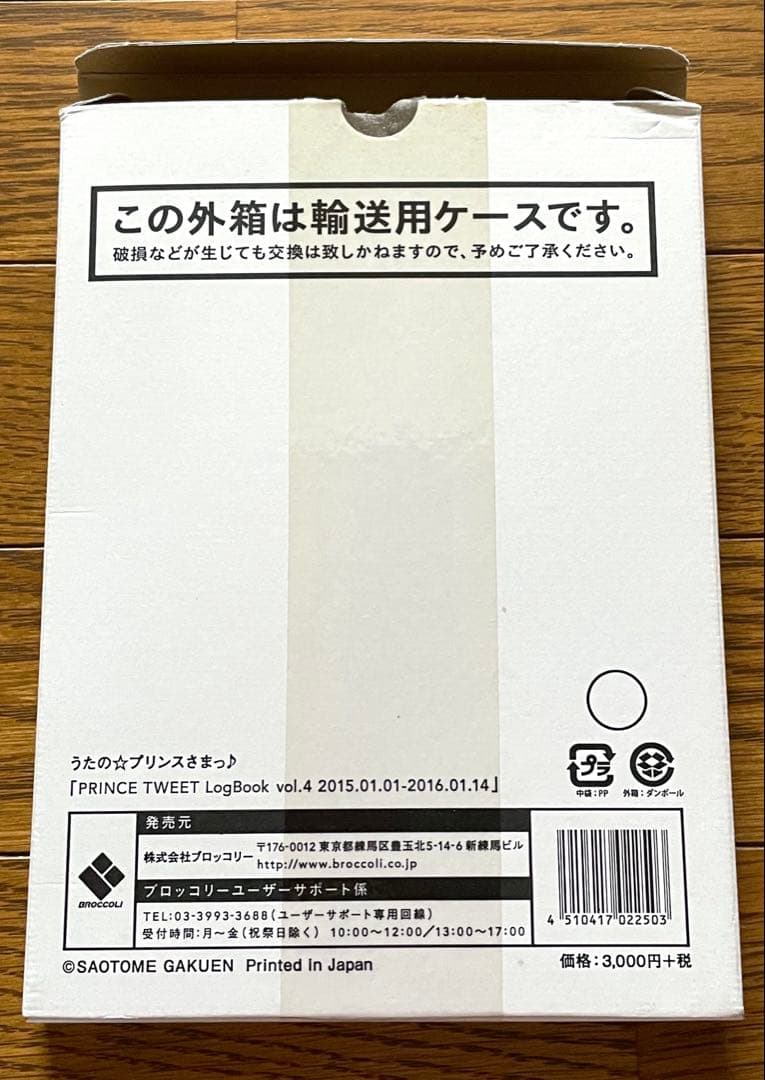 この外箱は輸送用ケースです。
破損などが生じても交換は致しかねますので、予めご了承ください。
うたの☆プリンスさまっ♪
「PRINCE TWEET LogBook vol.4 2015.01.01-2016.01.14」
プラ
中袋：PP 外箱：ダンボール
発売元
株式会社ブロッコリー 〒176-0012 東京都練馬区豊玉北5-14-6 新練馬ビル
http://www.broccoli.co.jp
BROCCOLI
ブロッコリーユーザーサポート係
TEL:03-3993-3688（ユーザーサポート専用回線）
受付時間：月～金（祝祭日除く） 10:00～12:00／13:00～17:00
4 510417 022503
©SAOTOME GAKUEN Printed in Japan
価格：3,000円＋税